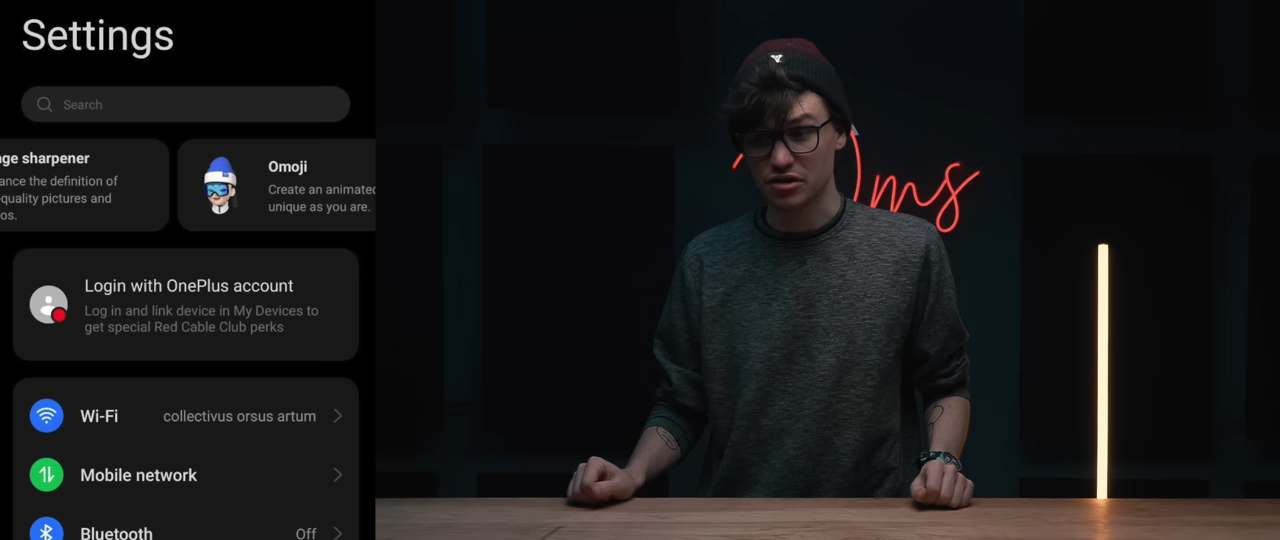 Settings
Search
ge sharpener
ance the definition of
-quality pictures and
os.
Omoji
Create an animated
unique as you are.
Login with OnePlus account
Log in and link device in My Devices to
get special Red Cable Club perks
Wi-Fi collectivus orsus artum
Mobile network
Bluetooth Off
ms